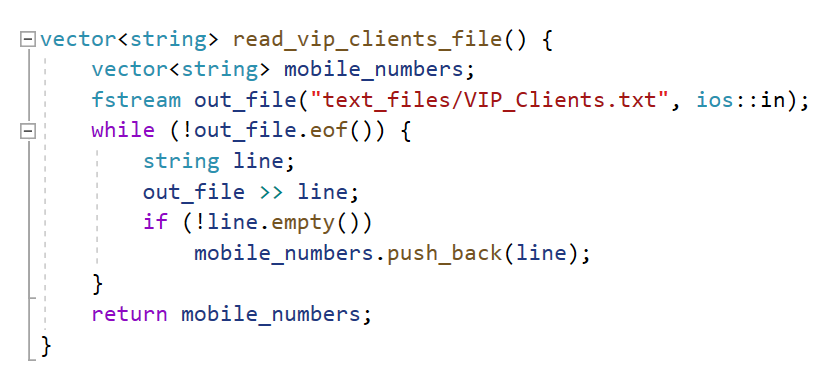 vector<string> read_vip_clients_file() {
    vector<string> mobile_numbers;
    fstream out_file("text_files/VIP_Clients.txt", ios::in);
    while (!out_file.eof()) {
        string line;
        out_file >> line;
        if (!line.empty())
            mobile_numbers.push_back(line);
    }
    return mobile_numbers;
}